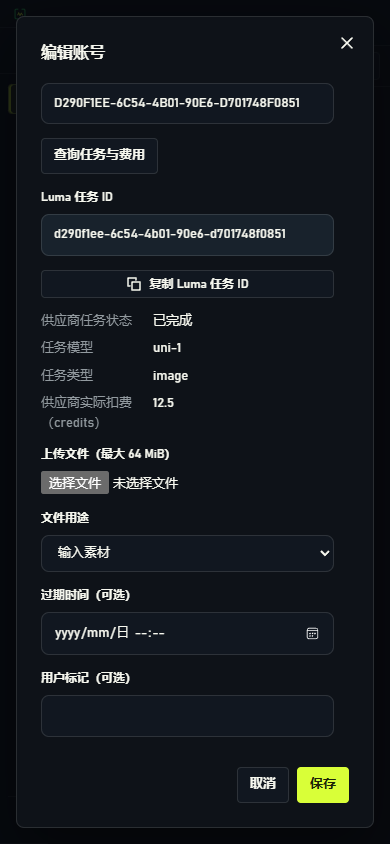 编辑账号
D290F1EE-6C54-4B01-90E6-D701748F0851
查询任务与费用
Luma 任务 ID
d290f1ee-6c54-4b01-90e6-d701748f0851
复制 Luma 任务 ID
供应商任务状态 已完成
任务模型 uni-1
任务类型 image
供应商实际扣费 12.5
（credits）
上传文件（最大 64 MiB）
选择文件 未选择文件
文件用途
输入素材
过期时间（可选）
yyyy/mm/日 --:--
用户标记（可选）
取消 保存